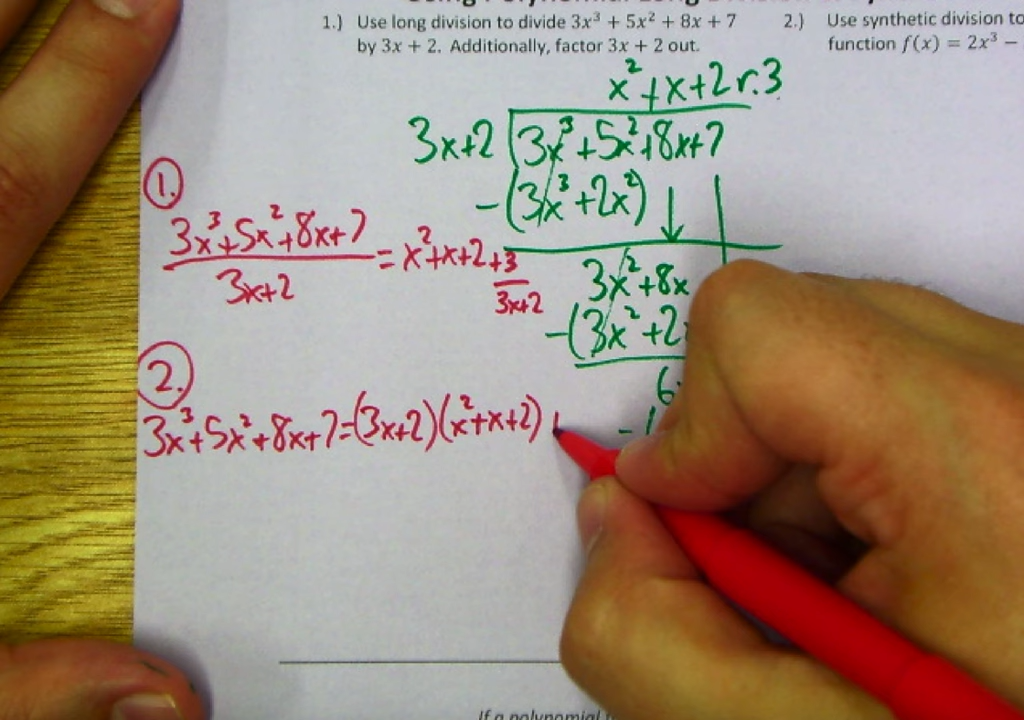 1.) Use long division to divide 3x³ + 5x² + 8x + 7
by 3x + 2. Additionally, factor 3x + 2 out.
2.) Use synthetic division to
function f(x) = 2x³ −
x²+x+2 r.3
3x+2 3x³+5x²+8x+7
-(3x³+2x²)
3x²+8x
-(3x²+2
6
1.
3x³+5x²+8x+7
3x+2
= x²+x+2+3
3x+2
2.
3x³+5x²+8x+7=(3x+2)(x²+x+2)
If a polynomial